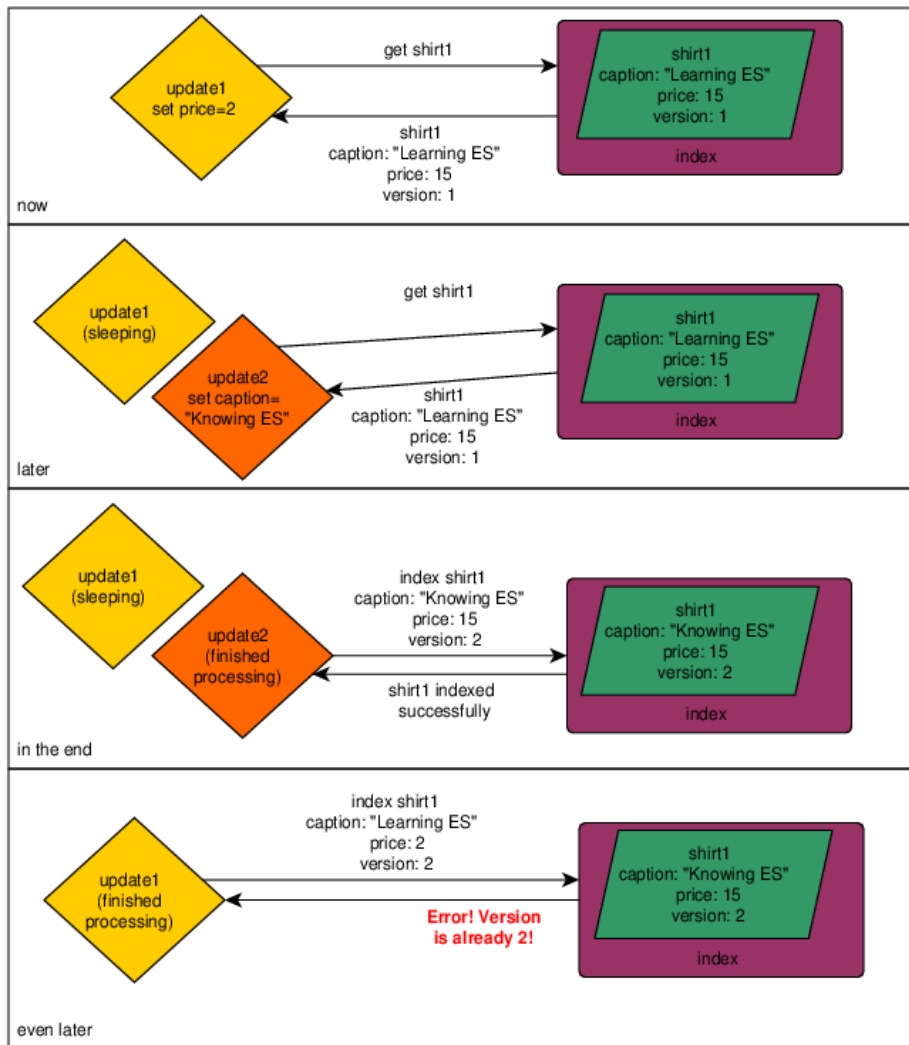 get shirt1
update1
set price=2
shirt1
caption: "Learning ES"
price: 15
version: 1
shirt1
caption: "Learning ES"
price: 15
version: 1
index
now
update1
(sleeping)
get shirt1
update2
set caption=
"Knowing ES"
shirt1
caption: "Learning ES"
price: 15
version: 1
shirt1
caption: "Learning ES"
price: 15
version: 1
index
later
update1
(sleeping)
update2
(finished
processing)
index shirt1
caption: "Knowing ES"
price: 15
version: 2
shirt1 indexed
successfully
shirt1
caption: "Knowing ES"
price: 15
version: 2
index
in the end
update1
(finished
processing)
index shirt1
caption: "Learning ES"
price: 2
version: 2
Error! Version
is already 2!
shirt1
caption: "Knowing ES"
price: 15
version: 2
index
even later